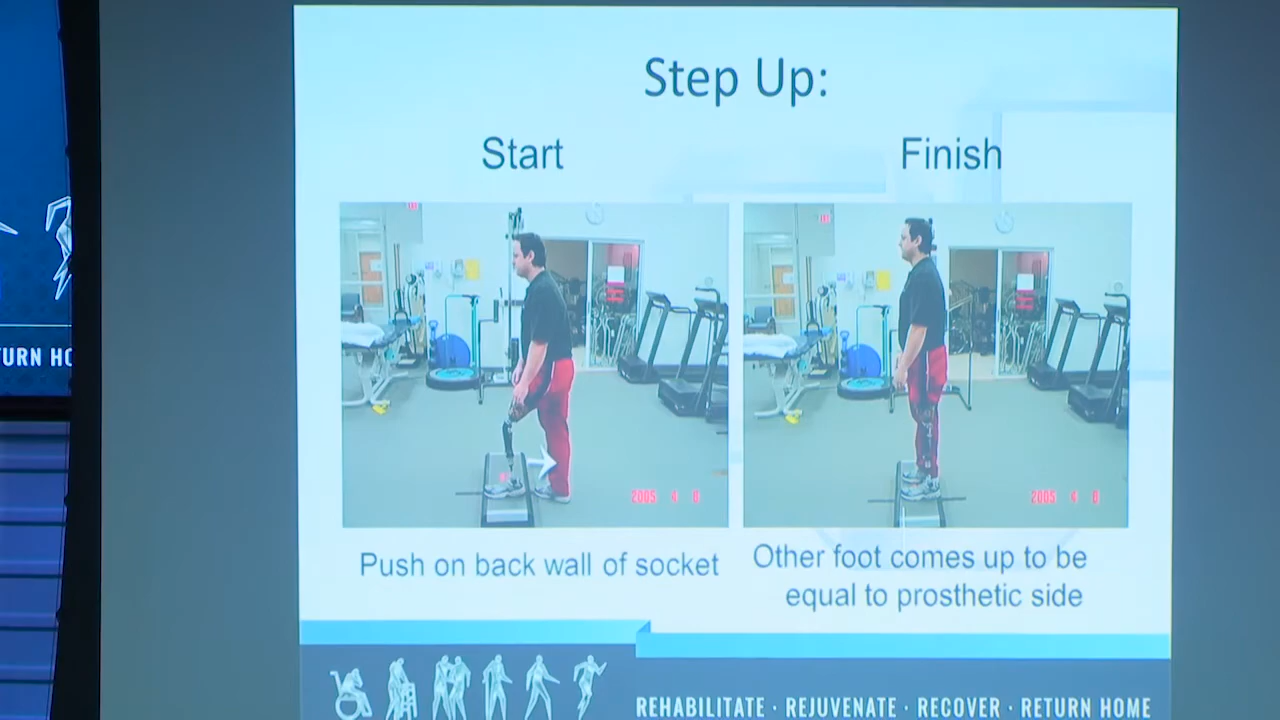 Step Up:
Start
Finish
2005 4 8
2005 4 8
Push on back wall of socket
Other foot comes up to be
equal to prosthetic side
TURN HO
REHABILITATE · REJUVENATE · RECOVER · RETURN HOME